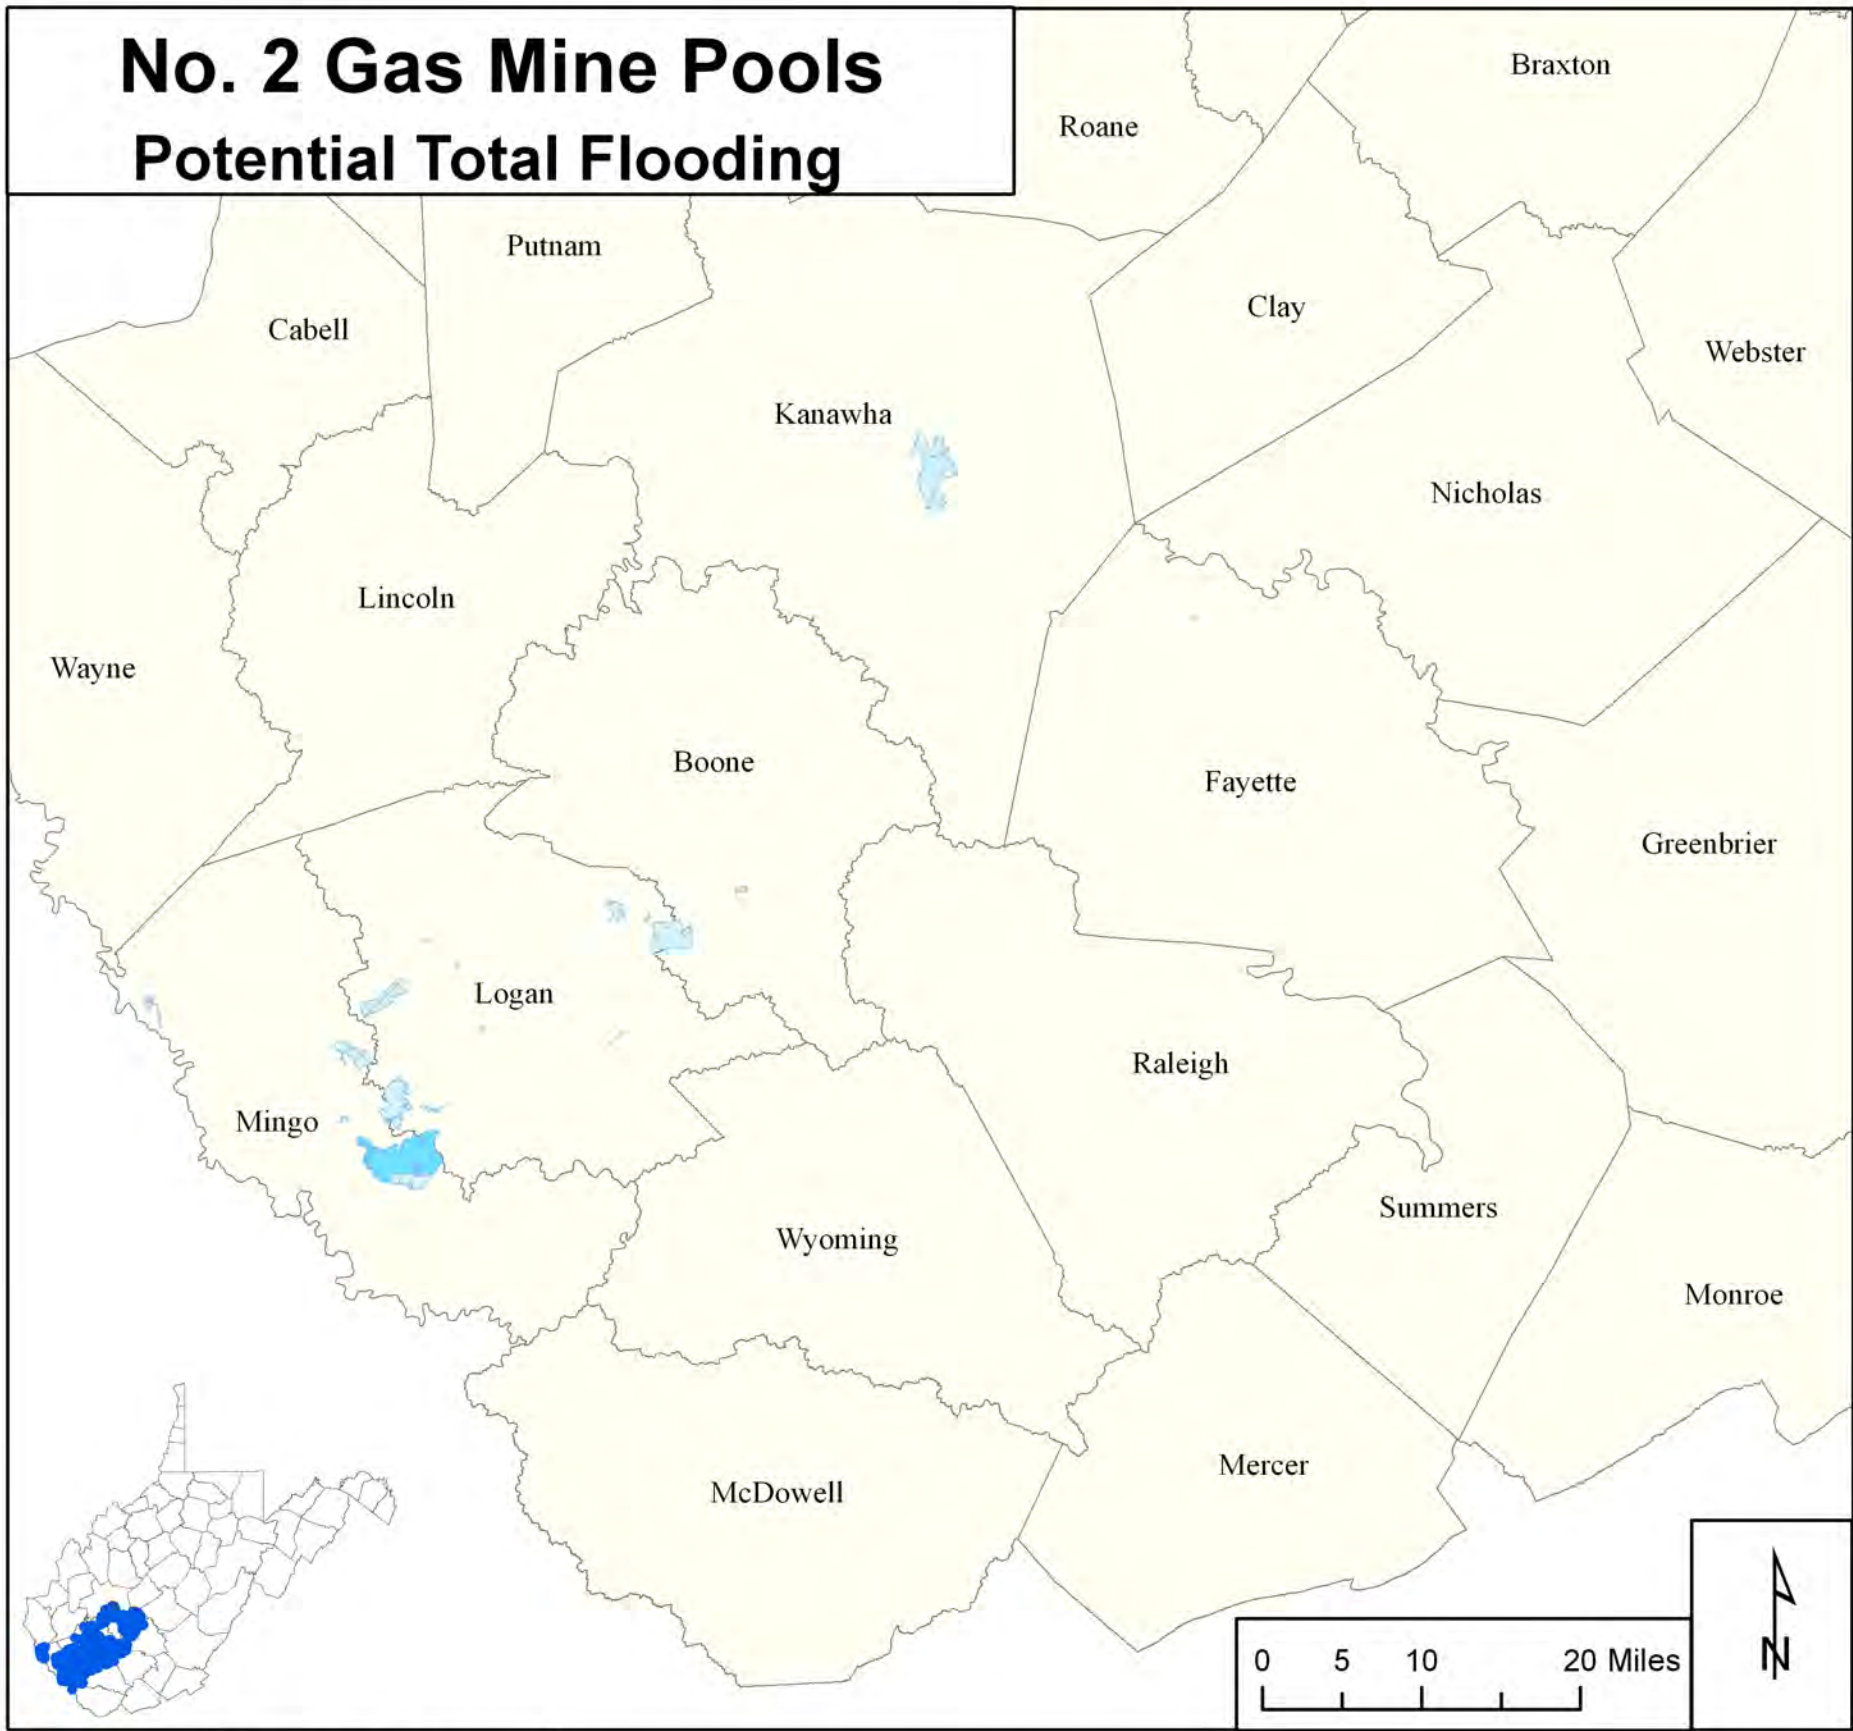 No. 2 Gas Mine Pools
Potential Total Flooding
Braxton
Roane
Putnam
Clay
Cabell
Webster
Kanawha
Nicholas
Lincoln
Wayne
Boone
Fayette
Greenbrier
Logan
Raleigh
Mingo
Summers
Wyoming
Monroe
Mercer
McDowell
0 5 10 20 Miles
N